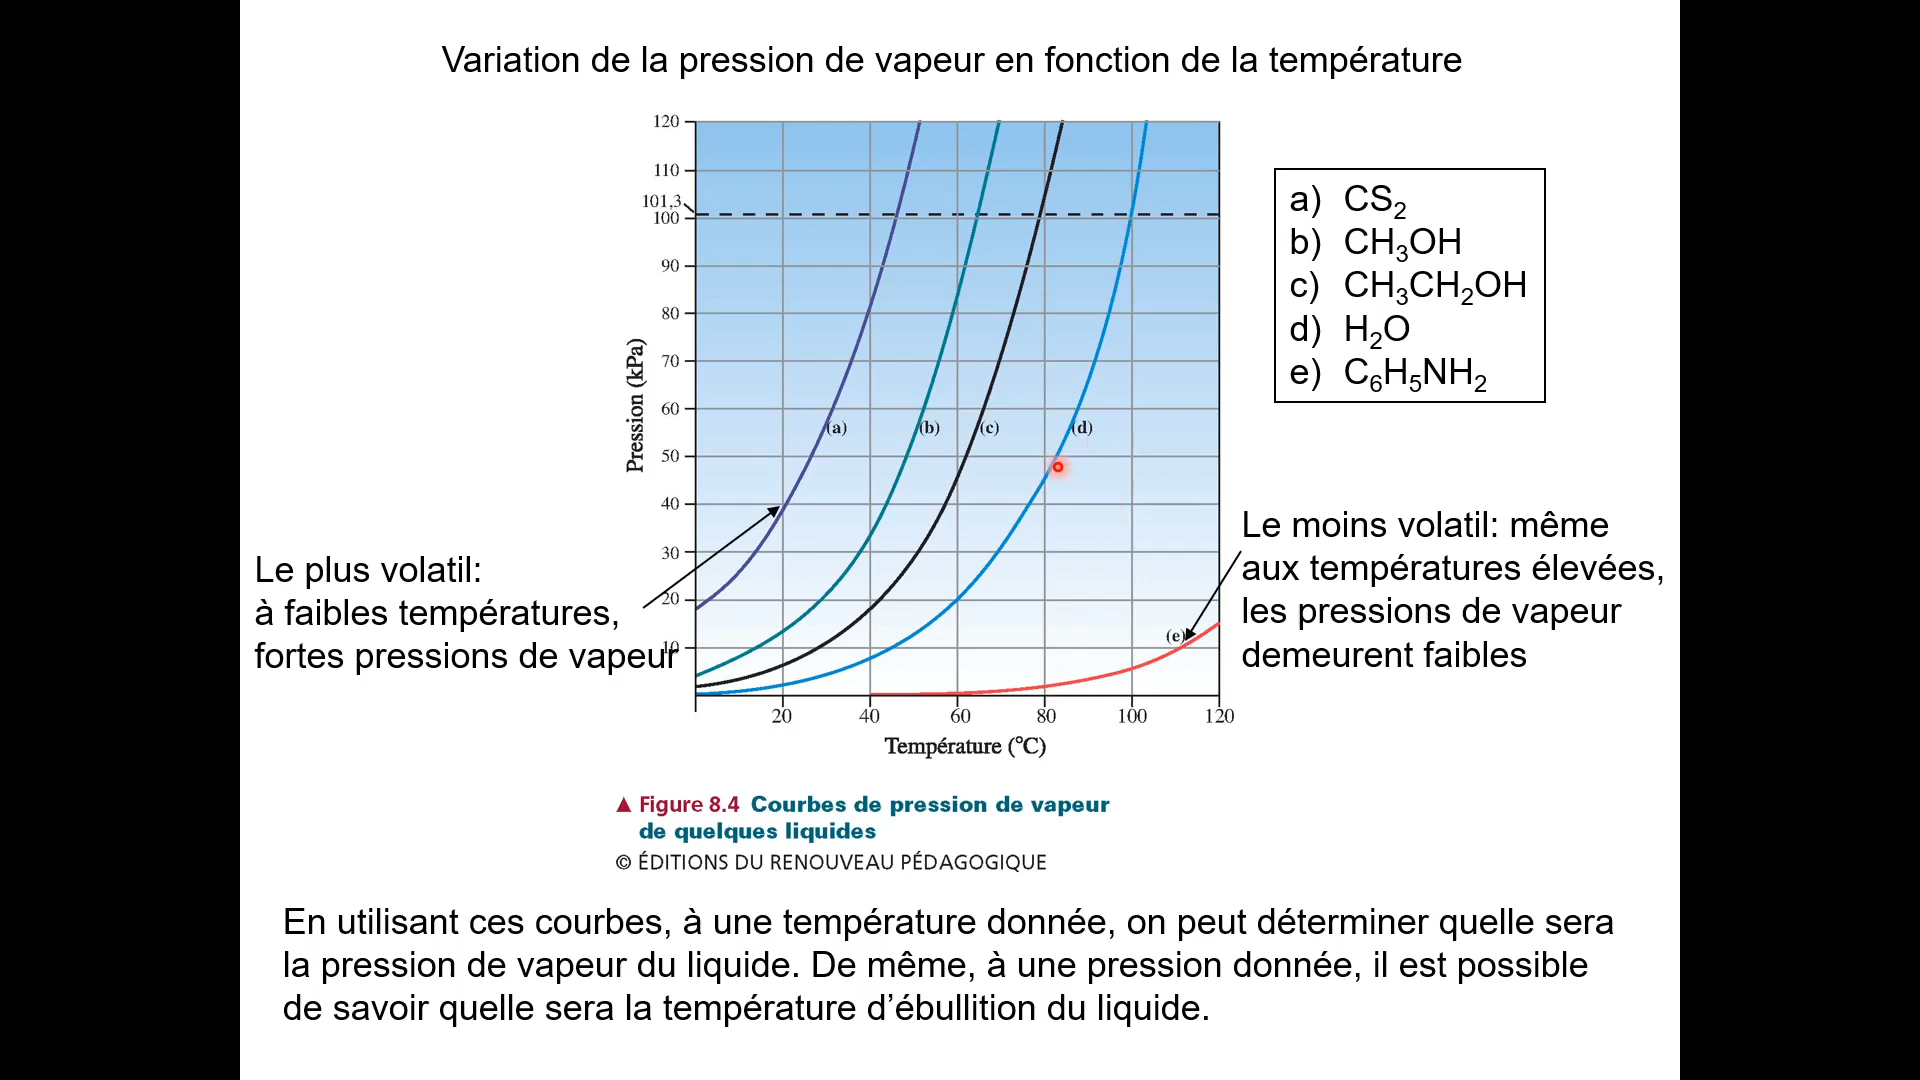 Variation de la pression de vapeur en fonction de la température
120
110
101,3
100
90
80
70
60
50
40
30
20
10
Pression (kPa)
(a)
(b)
(c)
(d)
(e)
20 40 60 80 100 120
Température (°C)
a) CS₂
b) CH₃OH
c) CH₃CH₂OH
d) H₂O
e) C₆H₅NH₂
Le plus volatil:
à faibles températures,
fortes pressions de vapeur
Le moins volatil: même
aux températures élevées,
les pressions de vapeur
demeurent faibles
▲ Figure 8.4 Courbes de pression de vapeur
de quelques liquides
© ÉDITIONS DU RENOUVEAU PÉDAGOGIQUE
En utilisant ces courbes, à une température donnée, on peut déterminer quelle sera
la pression de vapeur du liquide. De même, à une pression donnée, il est possible
de savoir quelle sera la température d’ébullition du liquide.